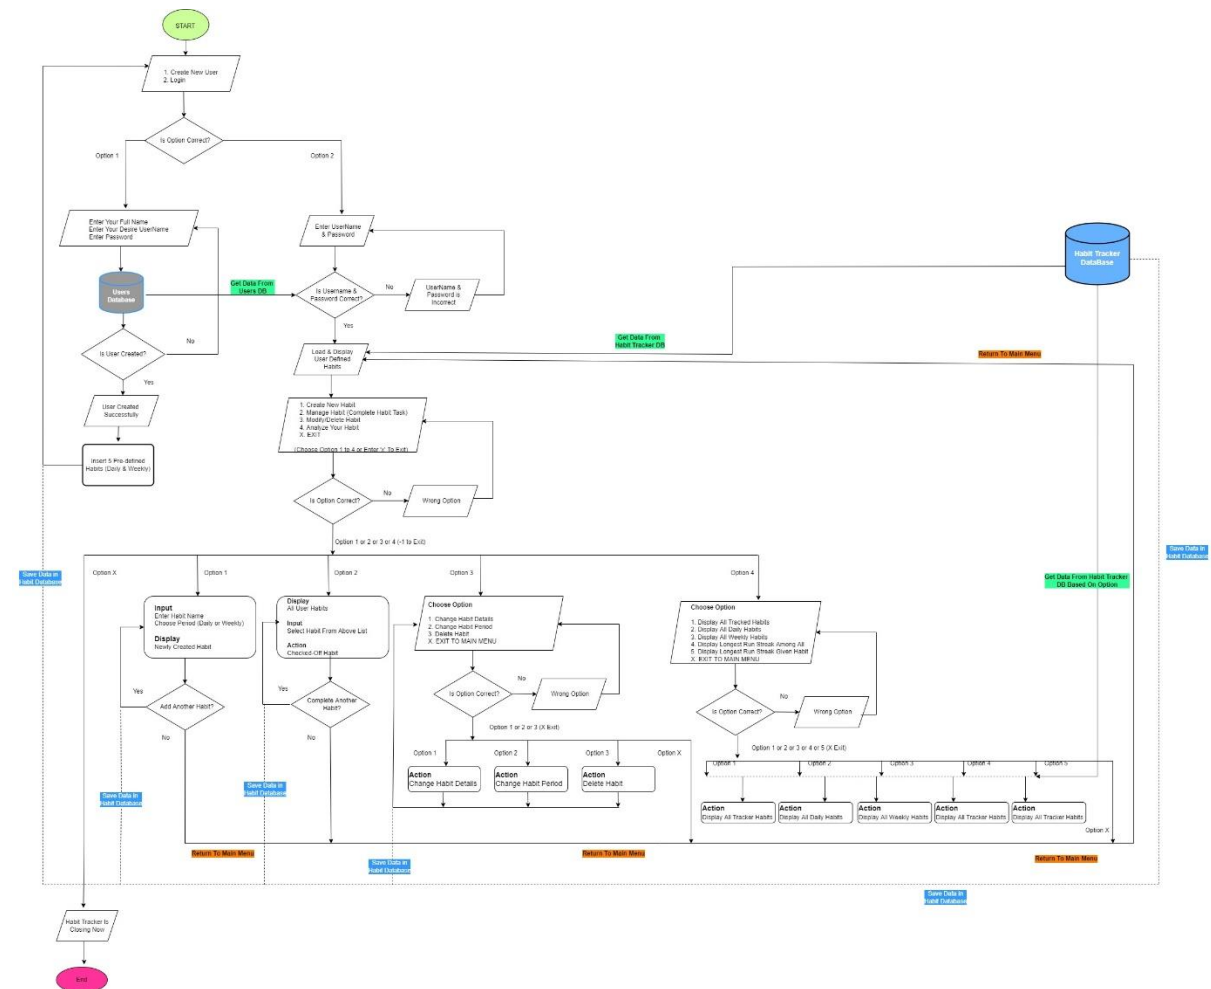 START
1. Create New User
2. Login
Is Option Correct?
Option 1
Option 2
Enter Your Full Name
Enter Your Desire UserName
Enter Password
Enter UserName
& Password
Habit Tracker
DataBase
Users
Database
Get Data From
Users DB
Is Username &
Password Correct?
No
UserName &
Password is
Incorrect
Yes
Is User Created?
No
Yes
Load & Display
User Defined
Habits
Get Data From
Habit Tracker DB
Return To Main Menu
User Created
Successfully
Insert 5 Pre-defined
Habits (Daily & Weekly)
1. Create New Habit
2. Manage Habit (Complete Habit Task)
3. Modify/Delete Habit
4. Analyze Your Habit
X. EXIT
(Choose Option 1 to 4 or Enter 'x' To Exit)
Is Option Correct?
No
Wrong Option
Option 1 or 2 or 3 or 4 (-1 to Exit)
Save Data in
Habit Database
Save Data in
Habit Database
Get Data From Habit Tracker
DB Based On Option
Option X
Option 1
Option 2
Option 3
Option 4
Input
Enter Habit Name
Choose Period (Daily or Weekly)
Display
Newly Created Habit
Display
All User Habits
Input
Select Habit From Above List
Action
Checked-Off Habit
Choose Option
1. Change Habit Details
2. Change Habit Period
3. Delete Habit
X. EXIT TO MAIN MENU
Choose Option
1. Display All Tracked Habits
2. Display All Daily Habits
3. Display All Weekly Habits
4. Display Longest Run Streak Among All
5. Display Longest Run Streak Given Habit
X. EXIT TO MAIN MENU
Yes
Add Another Habit?
No
Yes
Complete Another
Habit?
No
Is Option Correct?
No
Wrong Option
Is Option Correct?
No
Wrong Option
Option 1 or 2 or 3 (X Exit)
Option 1
Option 2
Option 3
Option X
Action
Change Habit Details
Action
Change Habit Period
Action
Delete Habit
Option 1 or 2 or 3 or 4 or 5 (X Exit)
Option 1
Option 2
Option 3
Option 4
Option 5
Action
Display All Tracker Habits
Action
Display All Daily Habits
Action
Display All Weekly Habits
Action
Display All Tracker Habits
Action
Display All Tracker Habits
Option X
Save Data in
Habit Database
Save Data in
Habit Database
Save Data in
Habit Database
Return To Main Menu
Return To Main Menu
Return To Main Menu
Save Data in
Habit Database
Habit Tracker Is
Closing Now
End